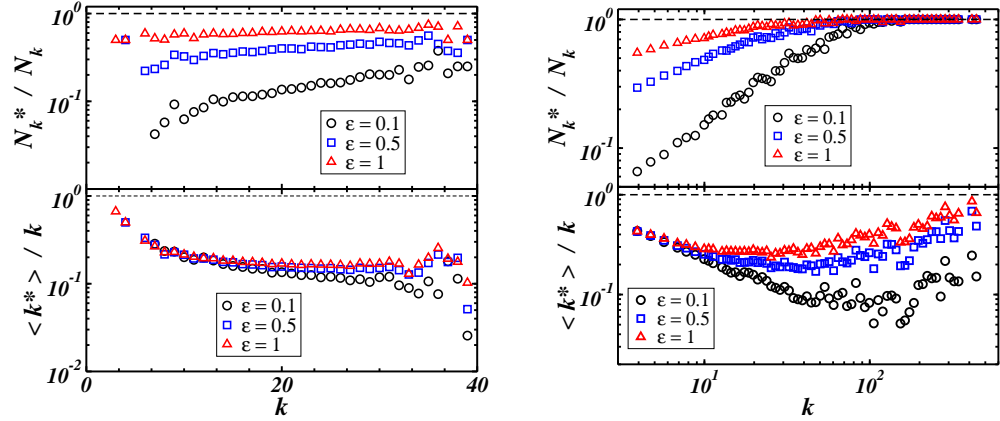 10^0
N_k^* / N_k
10^-1
ε = 0.1
ε = 0.5
ε = 1
10^0
<k*> / k
10^-1
ε = 0.1
ε = 0.5
ε = 1
10^-2
0 20 40
k
10^0
N_k^* / N_k
10^-1
ε = 0.1
ε = 0.5
ε = 1
10^0
<k*> / k
10^-1
ε = 0.1
ε = 0.5
ε = 1
10^1 10^2
k